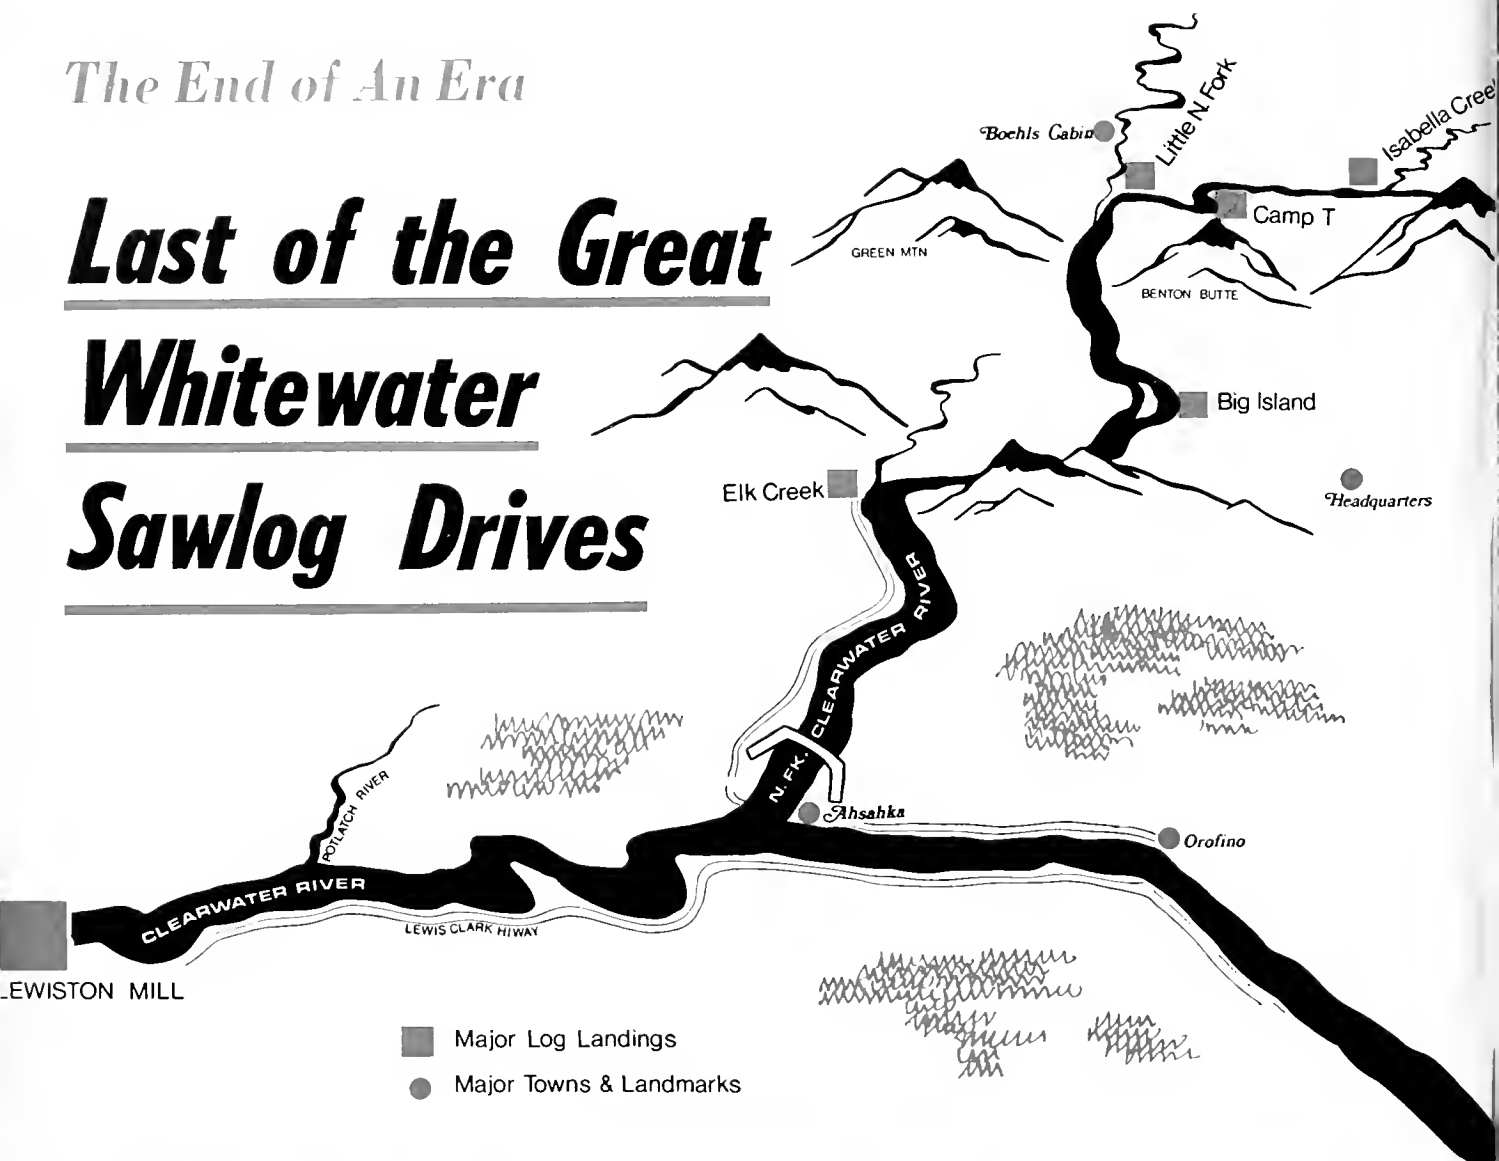 The End of An Era
Last of the Great
Whitewater
Sawlog Drives
Boehls Cabin
Little N. Fork
Isabella Cree
Camp T
GREEN MTN
BENTON BUTTE
Big Island
Elk Creek
Headquarters
N. FK. CLEARWATER RIVER
POTLATCH RIVER
Ahsahka
Orofino
CLEARWATER RIVER
LEWIS CLARK HIWAY
LEWISTON MILL
Major Log Landings
Major Towns & Landmarks